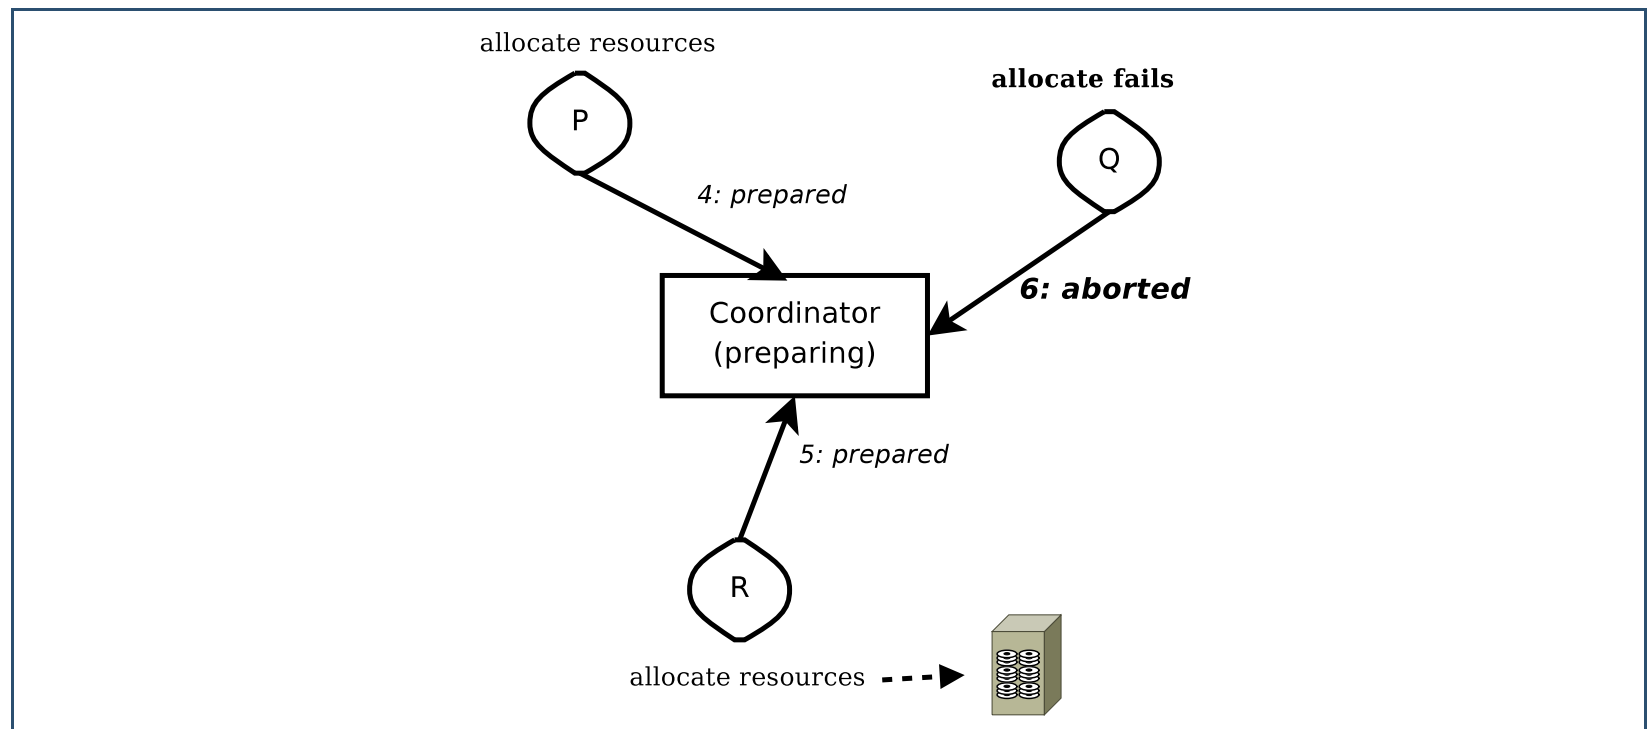 allocate resources
P
allocate fails
Q
4: prepared
6: aborted
Coordinator
(preparing)
5: prepared
R
allocate resources